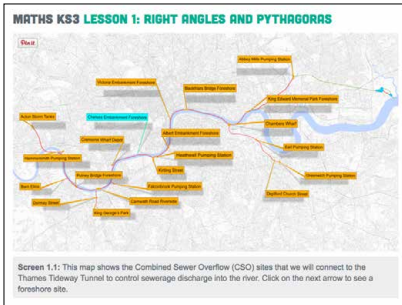 MATHS KS3 LESSON 1: RIGHT ANGLES AND PYTHAGORAS
Pin it
Abbey Mills Pumping Station
Victoria Embankment Foreshore
Blackfriars Bridge Foreshore
King Edward Memorial Park Foreshore
Acton Storm Tanks
Chelsea Embankment Foreshore
Chambers Wharf
Cremorne Wharf Depot
Albert Embankment Foreshore
Earl Pumping Station
Hammersmith Pumping Station
Heathwall Pumping Station
Putney Bridge Foreshore
Kirtling Street
Greenwich Pumping Station
Barn Elms
Falconbrook Pumping Station
Deptford Church Street
Dormay Street
Carnwath Road Riverside
King George's Park
Screen 1.1: This map shows the Combined Sewer Overflow (CSO) sites that we will connect to the
Thames Tideway Tunnel to control sewerage discharge into the river. Click on the next arrow to see a
foreshore site.